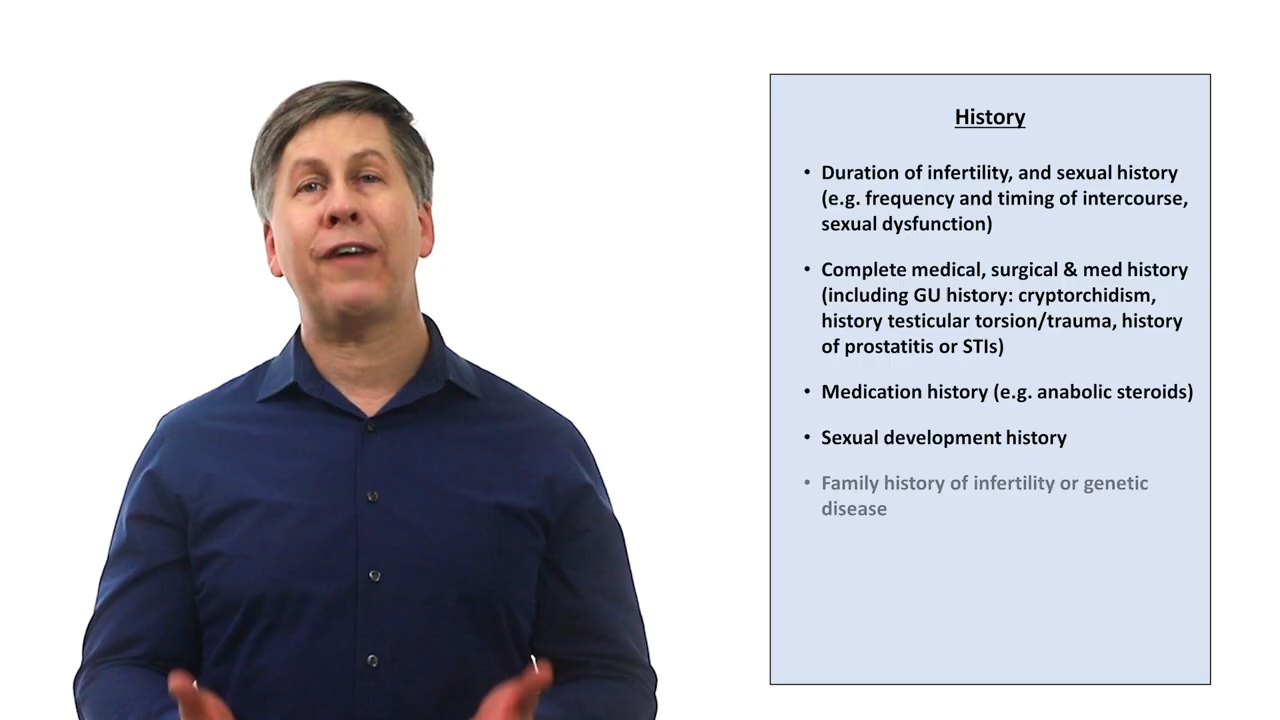 History
• Duration of infertility, and sexual history
(e.g. frequency and timing of intercourse,
sexual dysfunction)
• Complete medical, surgical & med history
(including GU history: cryptorchidism,
history testicular torsion/trauma, history
of prostatitis or STIs)
• Medication history (e.g. anabolic steroids)
• Sexual development history
• Family history of infertility or genetic
disease